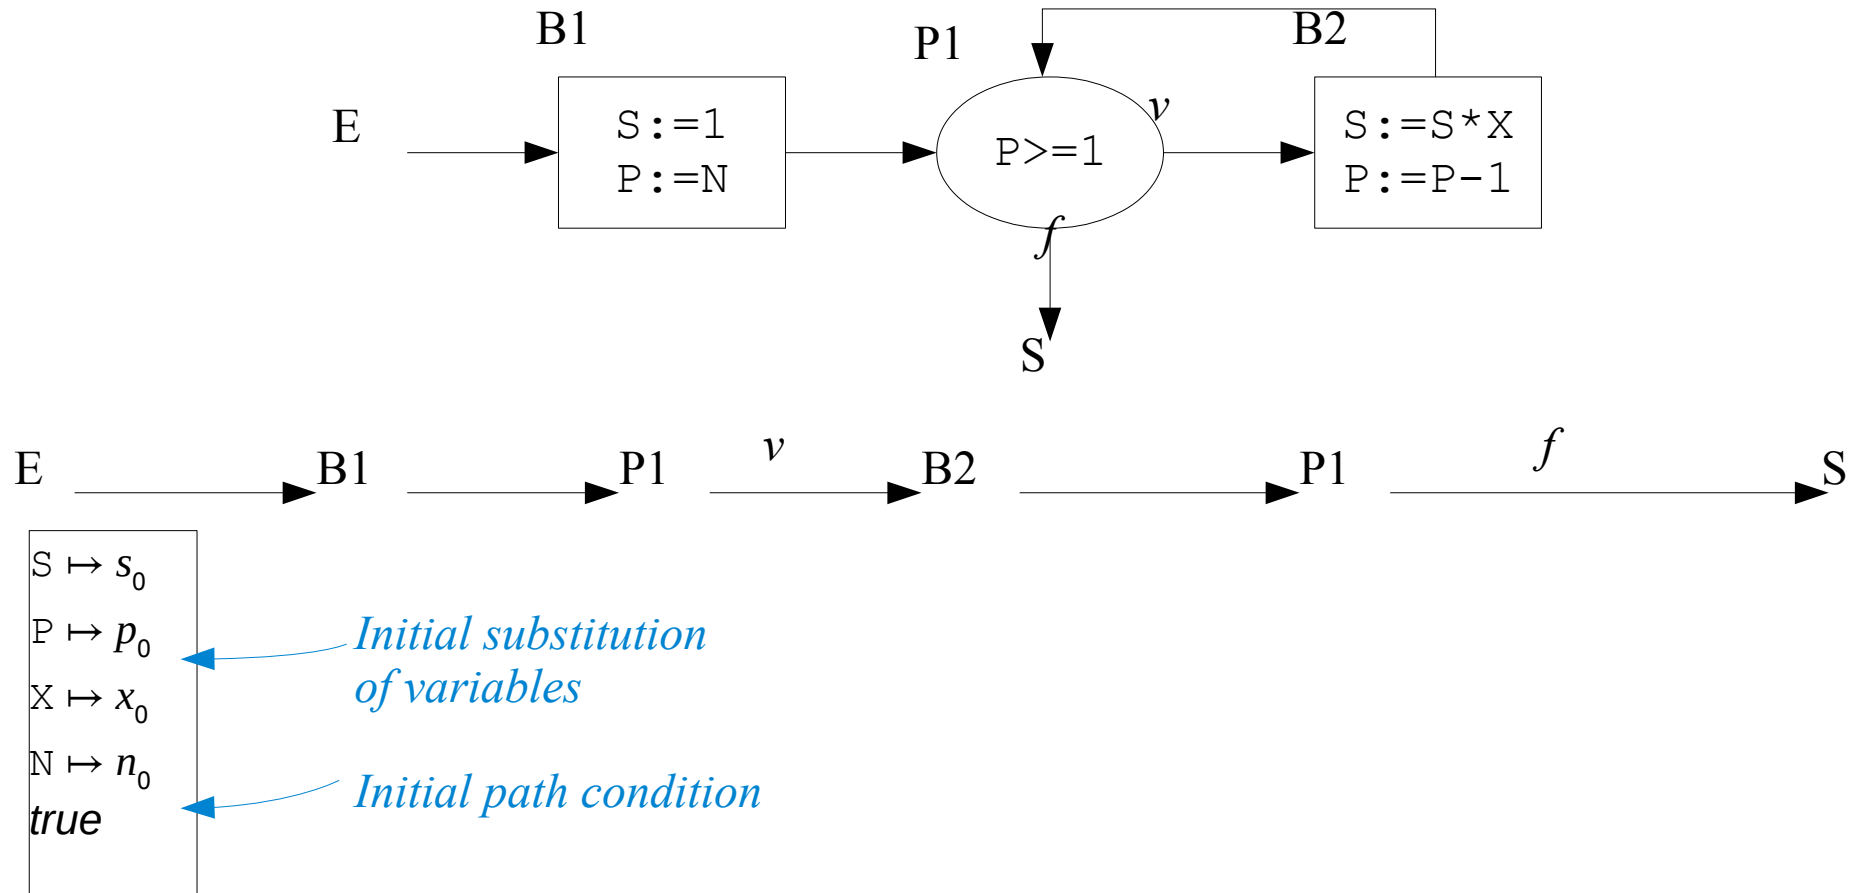 B1
P1
B2
E
S:=1
P:=N
P>=1
v
S:=S*X
P:=P-1
f
S
E
B1
P1
v
B2
P1
f
S
S ↦ s₀
P ↦ p₀
Initial substitution
of variables
X ↦ x₀
N ↦ n₀
Initial path condition
true